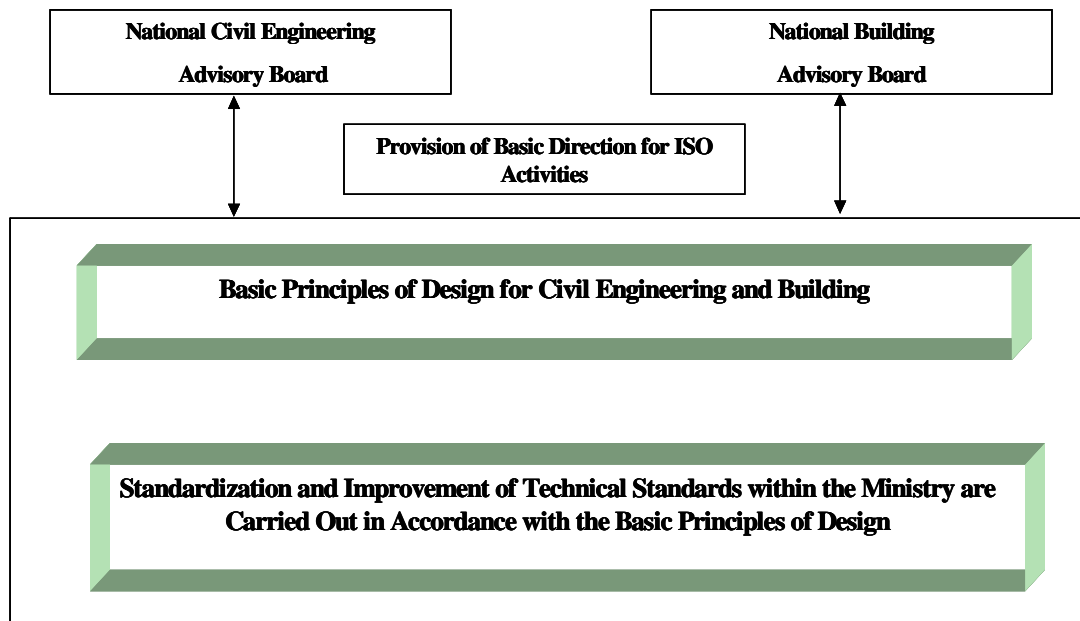 National Civil Engineering
Advisory Board
National Building
Advisory Board
Provision of Basic Direction for ISO
Activities
Basic Principles of Design for Civil Engineering and Building
Standardization and Improvement of Technical Standards within the Ministry are
Carried Out in Accordance with the Basic Principles of Design